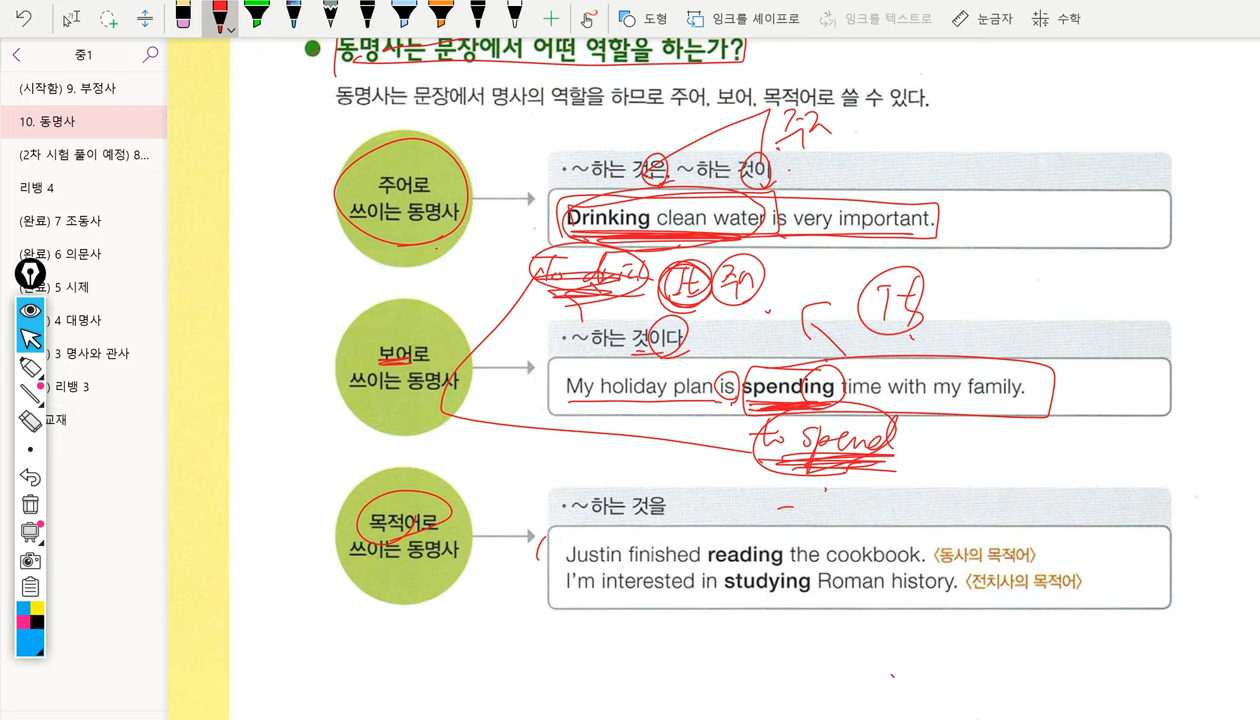 도형
잉크를 셰이프로
잉크를 텍스트로
눈금자
수학
중1
(시작함) 9. 부정사
10. 동명사
(2차 시험 풀이 예정) 8...
리뱅 4
(완료) 7 조동사
(완료) 6 의문사
(완료) 5 시제
) 4 대명사
) 3 명사와 관사
) 리뱅 3
교재
동명사는 문장에서 어떤 역할을 하는가?
동명사는 문장에서 명사의 역할을 하므로 주어, 보어, 목적어로 쓸 수 있다.
주어로
쓰이는 동명사
· ~하는 것은, ~하는 것이
Drinking clean water is very important.
It
It
보어로
쓰이는 동명사
· ~하는 것이다
My holiday plan is spending time with my family.
to spend
목적어로
쓰이는 동명사
· ~하는 것을
Justin finished reading the cookbook. 〈동사의 목적어〉
I'm interested in studying Roman history. 〈전치사의 목적어〉